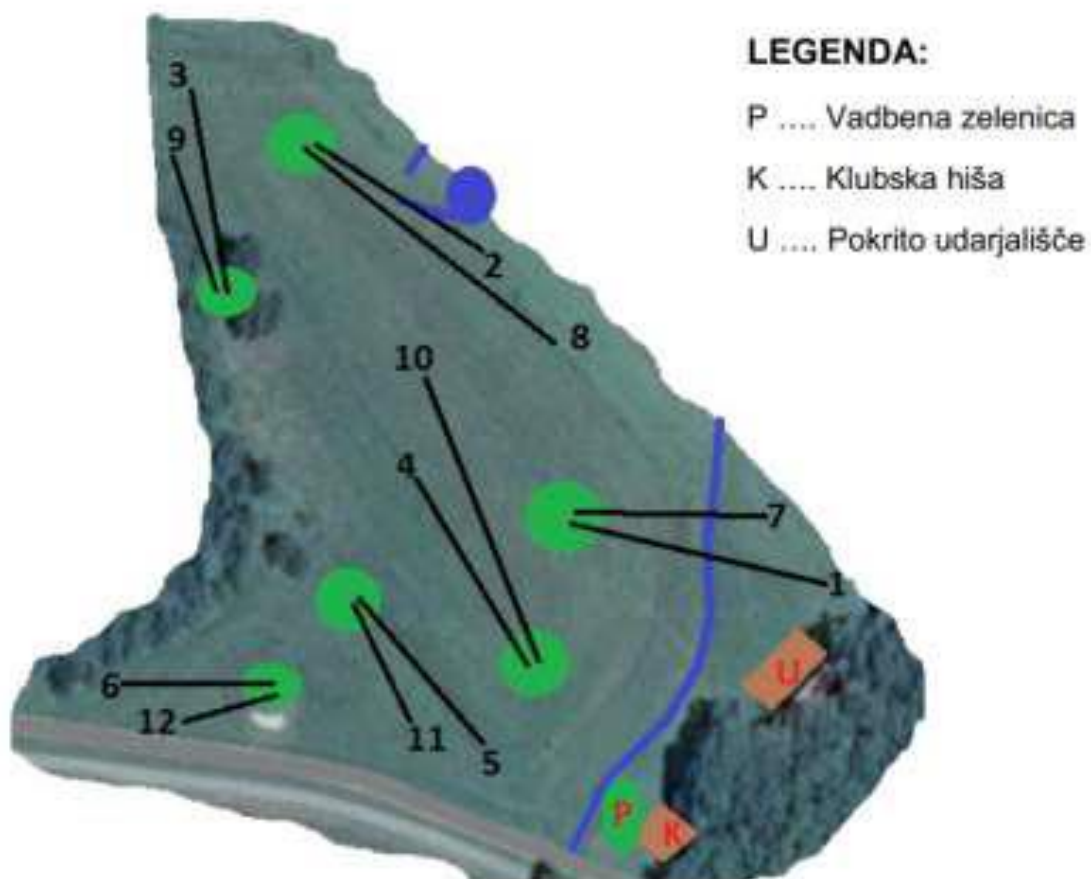 LEGENDA:
P .... Vadbena zelenica
K .... Klubska hiša
U .... Pokrito udarjališče
3
9
2
8
10
4
7
1
6
12
11
5
U
P
K